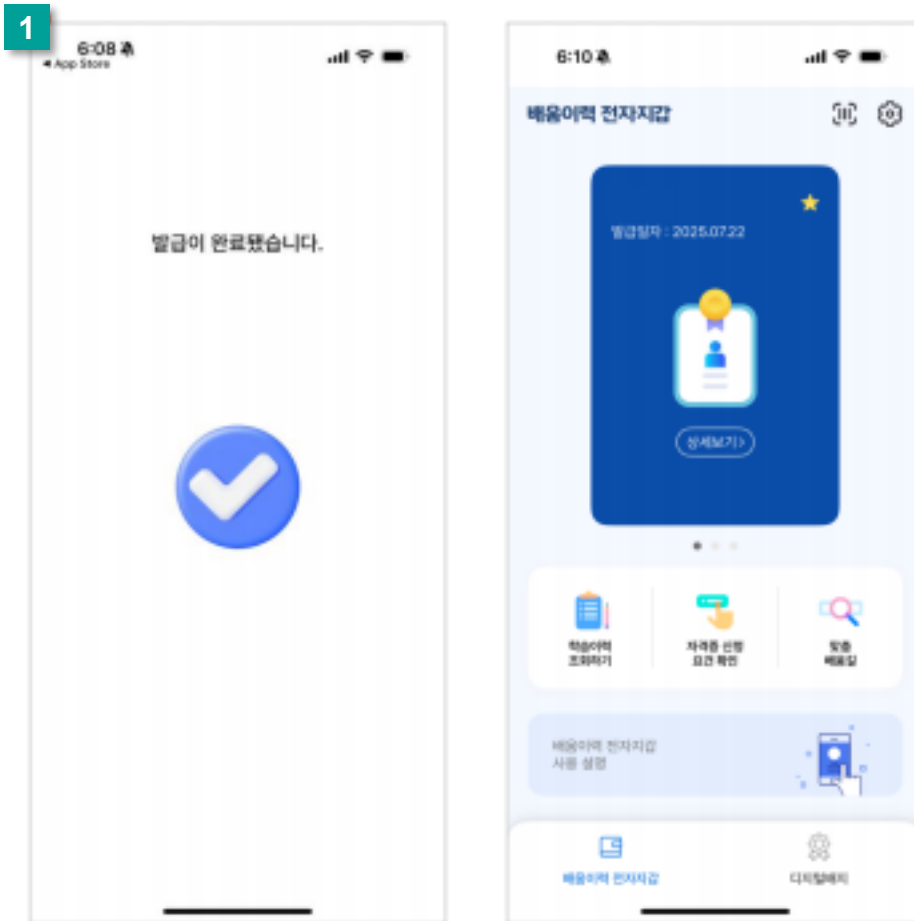 1
6:08
◀ App Store
발급이 완료됐습니다.
6:10
배움이력 전자지갑
발급일자 : 2025.07.22
상세보기 >
학습이력
조회하기
자격증 신청
요건 확인
맞춤
배움길
배움이력 전자지갑
사용 설명
배움이력 전자지갑
디지털배지